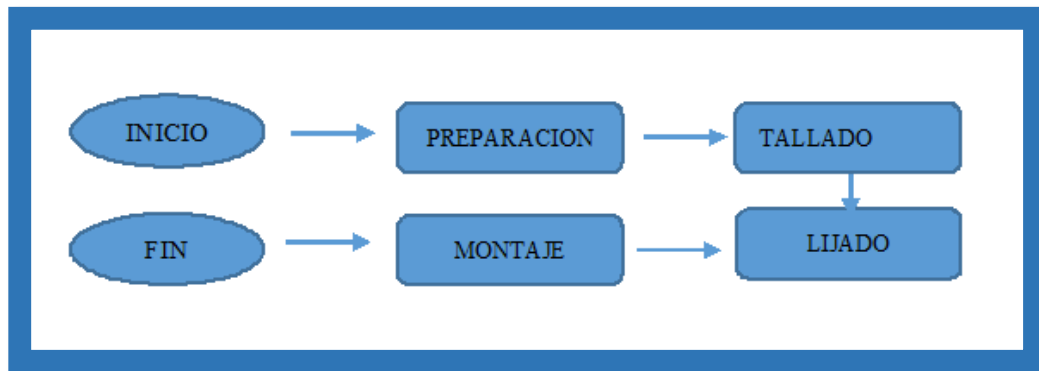 INICIO
PREPARACION
TALLADO
FIN
MONTAJE
LIJADO